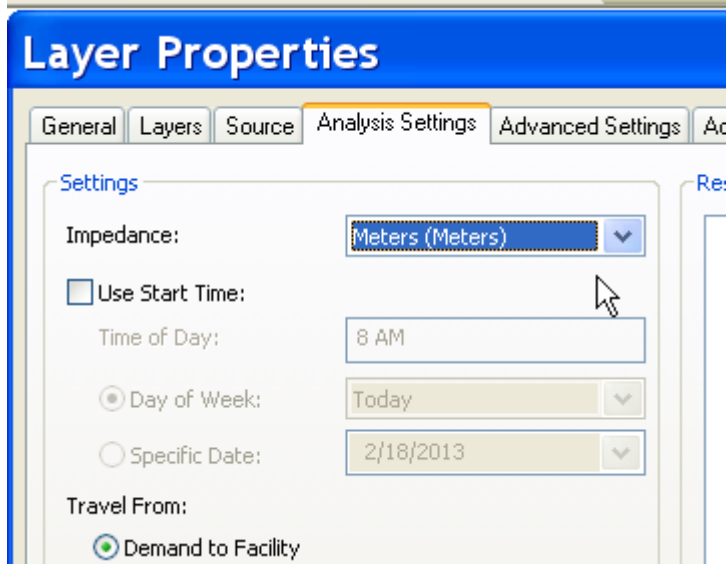 Layer Properties
General Layers Source Analysis Settings Advanced Settings
Settings
Impedance: Meters (Meters)
Use Start Time:
Time of Day: 8 AM
Day of Week: Today
Specific Date: 2/18/2013
Travel From:
Demand to Facility